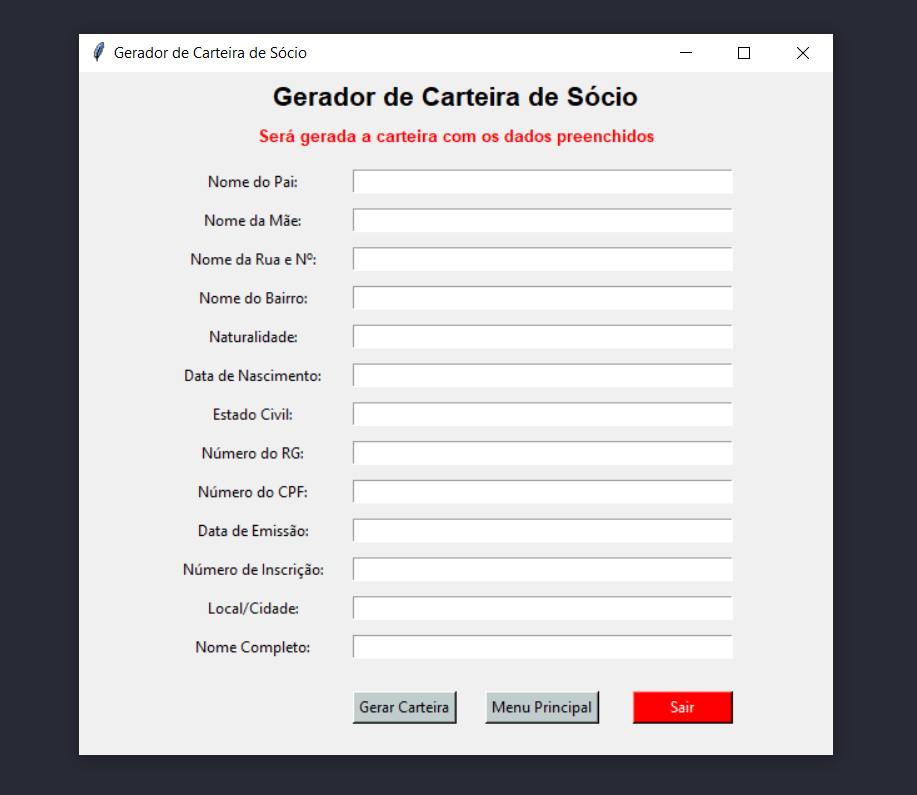 Gerador de Carteira de Sócio
Gerador de Carteira de Sócio
Será gerada a carteira com os dados preenchidos
Nome do Pai:
Nome da Mãe:
Nome da Rua e Nº:
Nome do Bairro:
Naturalidade:
Data de Nascimento:
Estado Civil:
Número do RG:
Número do CPF:
Data de Emissão:
Número de Inscrição:
Local/Cidade:
Nome Completo:
Gerar Carteira Menu Principal Sair